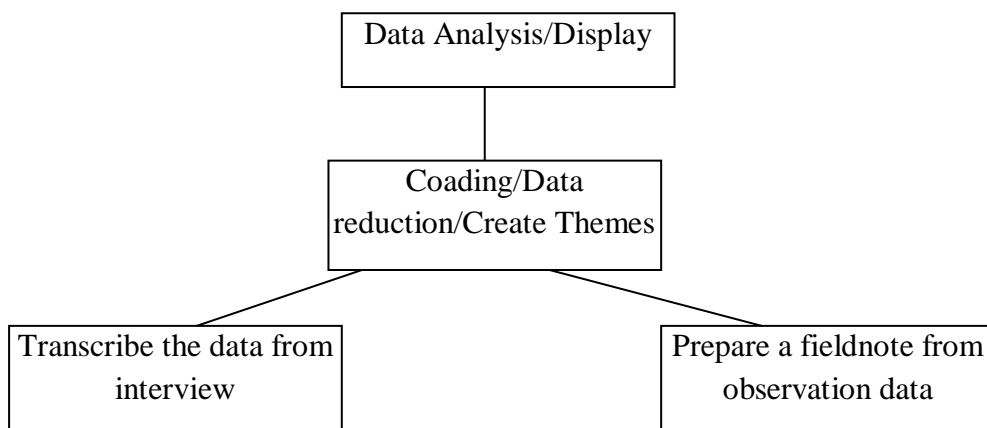 Data Analysis/Display
Coading/Data
reduction/Create Themes
Transcribe the data from
interview
Prepare a fieldnote from
observation data